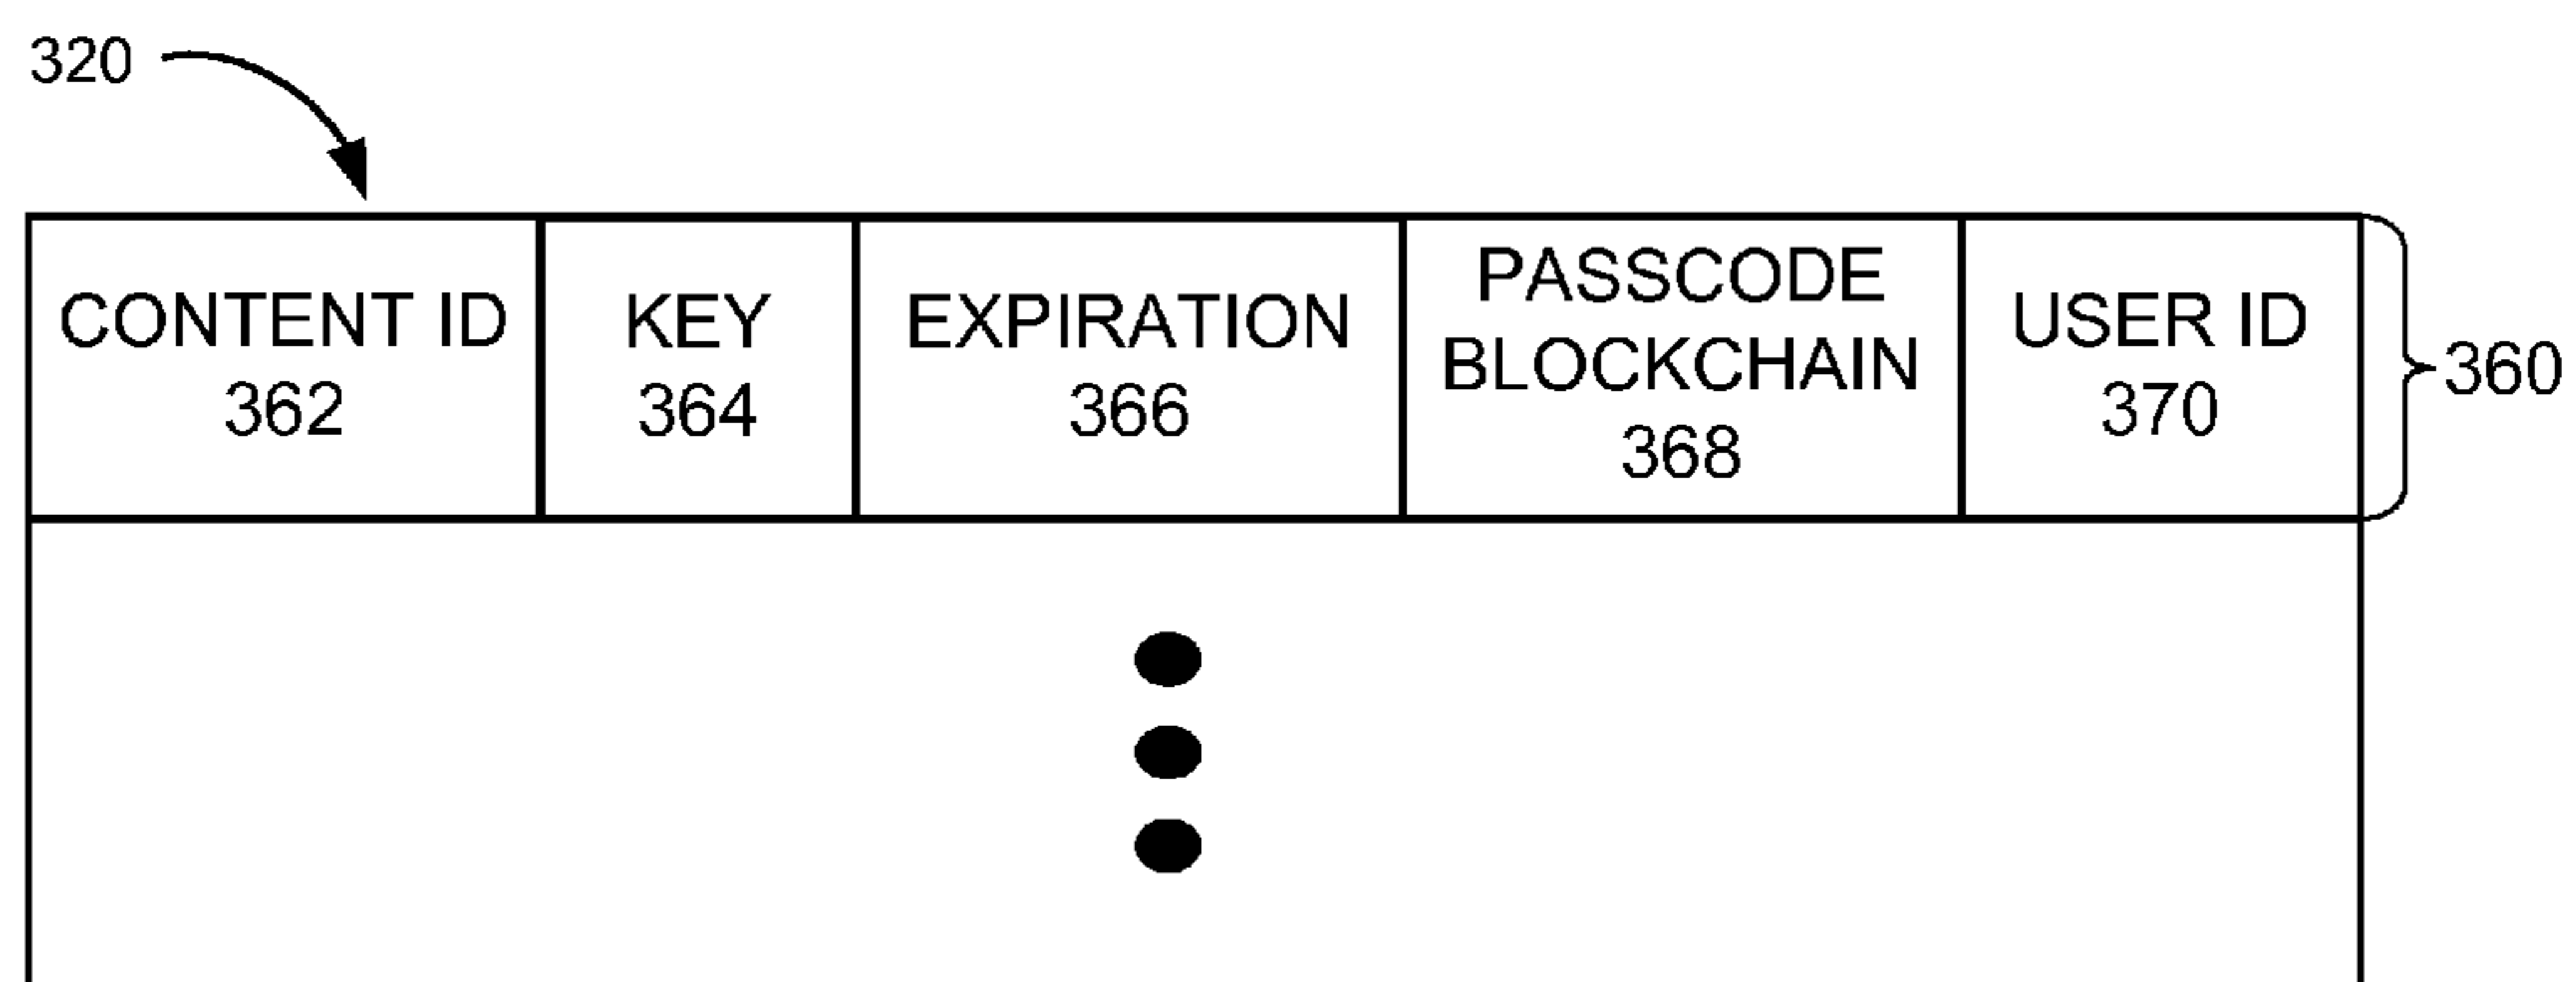 320
CONTENT ID
362
KEY
364
EXPIRATION
366
PASSCODE
BLOCKCHAIN
368
USER ID
370
360